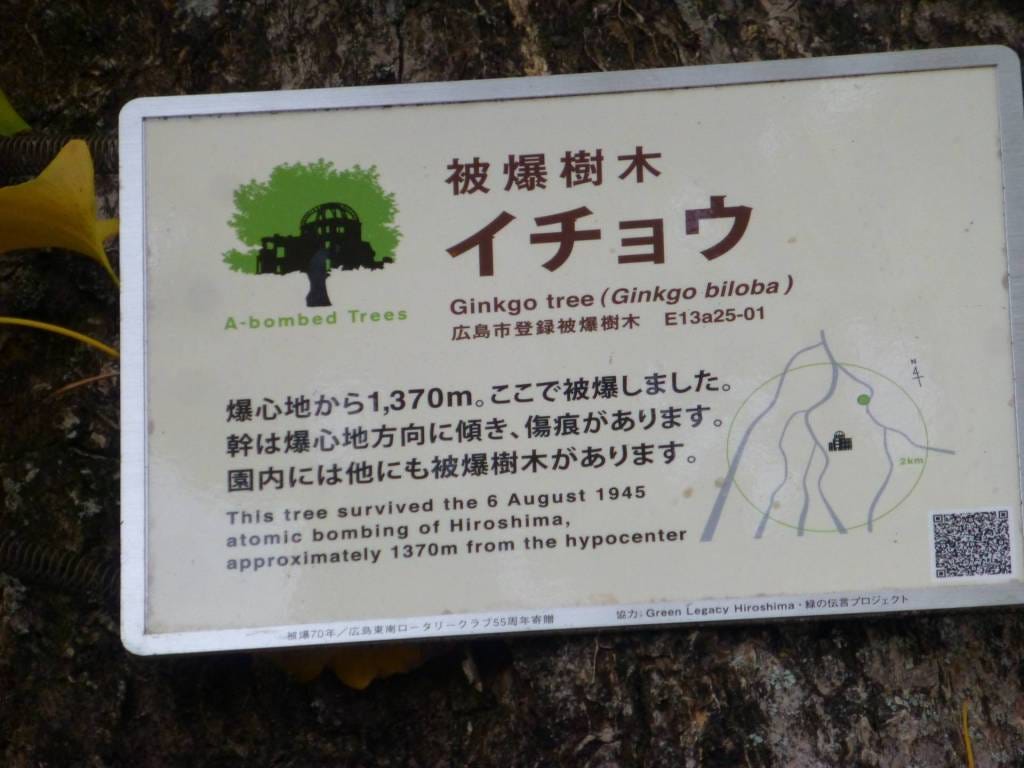 被爆樹木
イチョウ
Ginkgo tree (Ginkgo biloba)
広島市登録被爆樹木 E13a25-01
A-bombed Trees
爆心地から1,370m。ここで被爆しました。
幹は爆心地方向に傾き、傷痕があります。
園内には他にも被爆樹木があります。
This tree survived the 6 August 1945
atomic bombing of Hiroshima,
approximately 1370m from the hypocenter
N
2km
被爆70年／広島東南ロータリークラブ55周年寄贈
協力：Green Legacy Hiroshima・緑の伝言プロジェクト